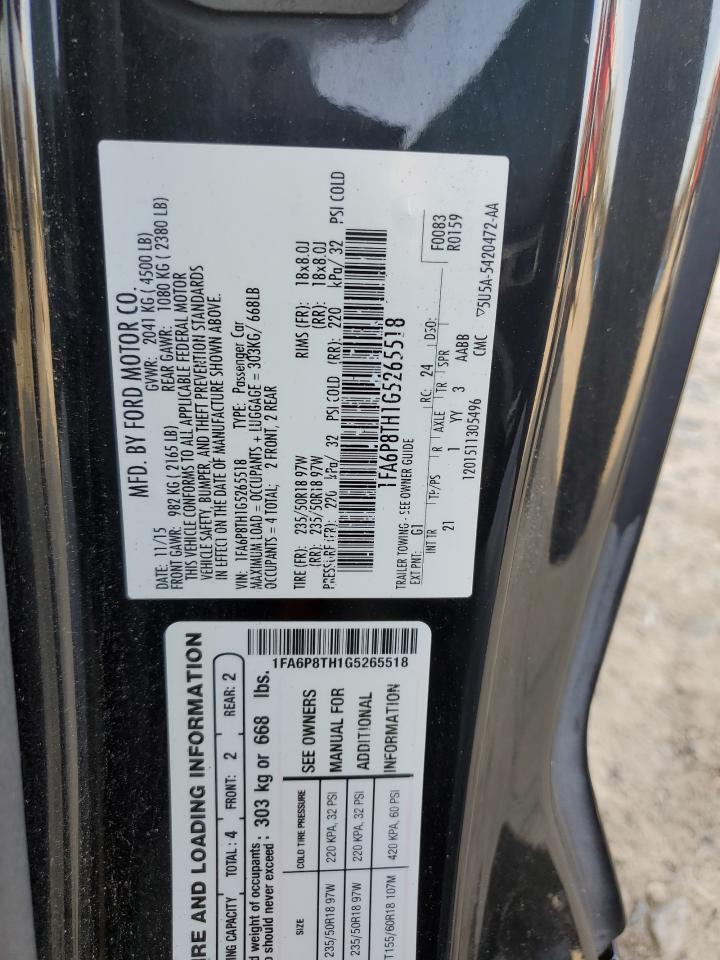 MFD. BY FORD MOTOR CO.
DATE: 11/15 GVWR: 2041 KG / 4500 LB)
FRONT GAWR: 982 KG (2165 LB) REAR GAWR: 1080 KG (2380 LB)
THIS VEHICLE CONFORMS TO ALL APPLICABLE FEDERAL MOTOR
VEHICLE SAFETY, BUMPER, AND THEFT PREVENTION STANDARDS
IN EFFECT ON THE DATE OF MANUFACTURE SHOWN ABOVE.
VIN: 1FA6P8TH1G5265518 TYPE: Passenger Car
MAXIMUM LOAD = OCCUPANTS + LUGGAGE = 303KG/ 668LB
OCCUPANTS = 4 TOTAL; 2 FRONT, 2 REAR
TIRE (FR): 235/50R18 97W RIMS (FR): 18x8.0J
(RR): 235/50R18 97W (RR): 18x8.0J
PRESSURE (FR): 220 kPa/ 32 PSI COLD (RR): 220 kPa/ 32 PSI COLD
1FA6P8TH1G5265518
TRAILER TOWING - SEE OWNER GUIDE
EXT PNT: G1 RC: 24 DSO: F0083
R0159
INT TR TP/PS R AXLE TR SPR
21 1 YY 3 AABB
1201511305496 CMC ▽5U5A-5420472-AA
1FA6P8TH1G5265518
IRE AND LOADING INFORMATION
ING CAPACITY TOTAL: 4 FRONT: 2 REAR: 2
d weight of occupants
o should never exceed: 303 kg or 668 lbs.
SIZE COLD TIRE PRESSURE SEE OWNERS
MANUAL FOR
ADDITIONAL
INFORMATION
235/50R18 97W 220 KPA, 32 PSI
235/50R18 97W 220 KPA, 32 PSI
T155/60R18 107M 420 KPA, 60 PSI